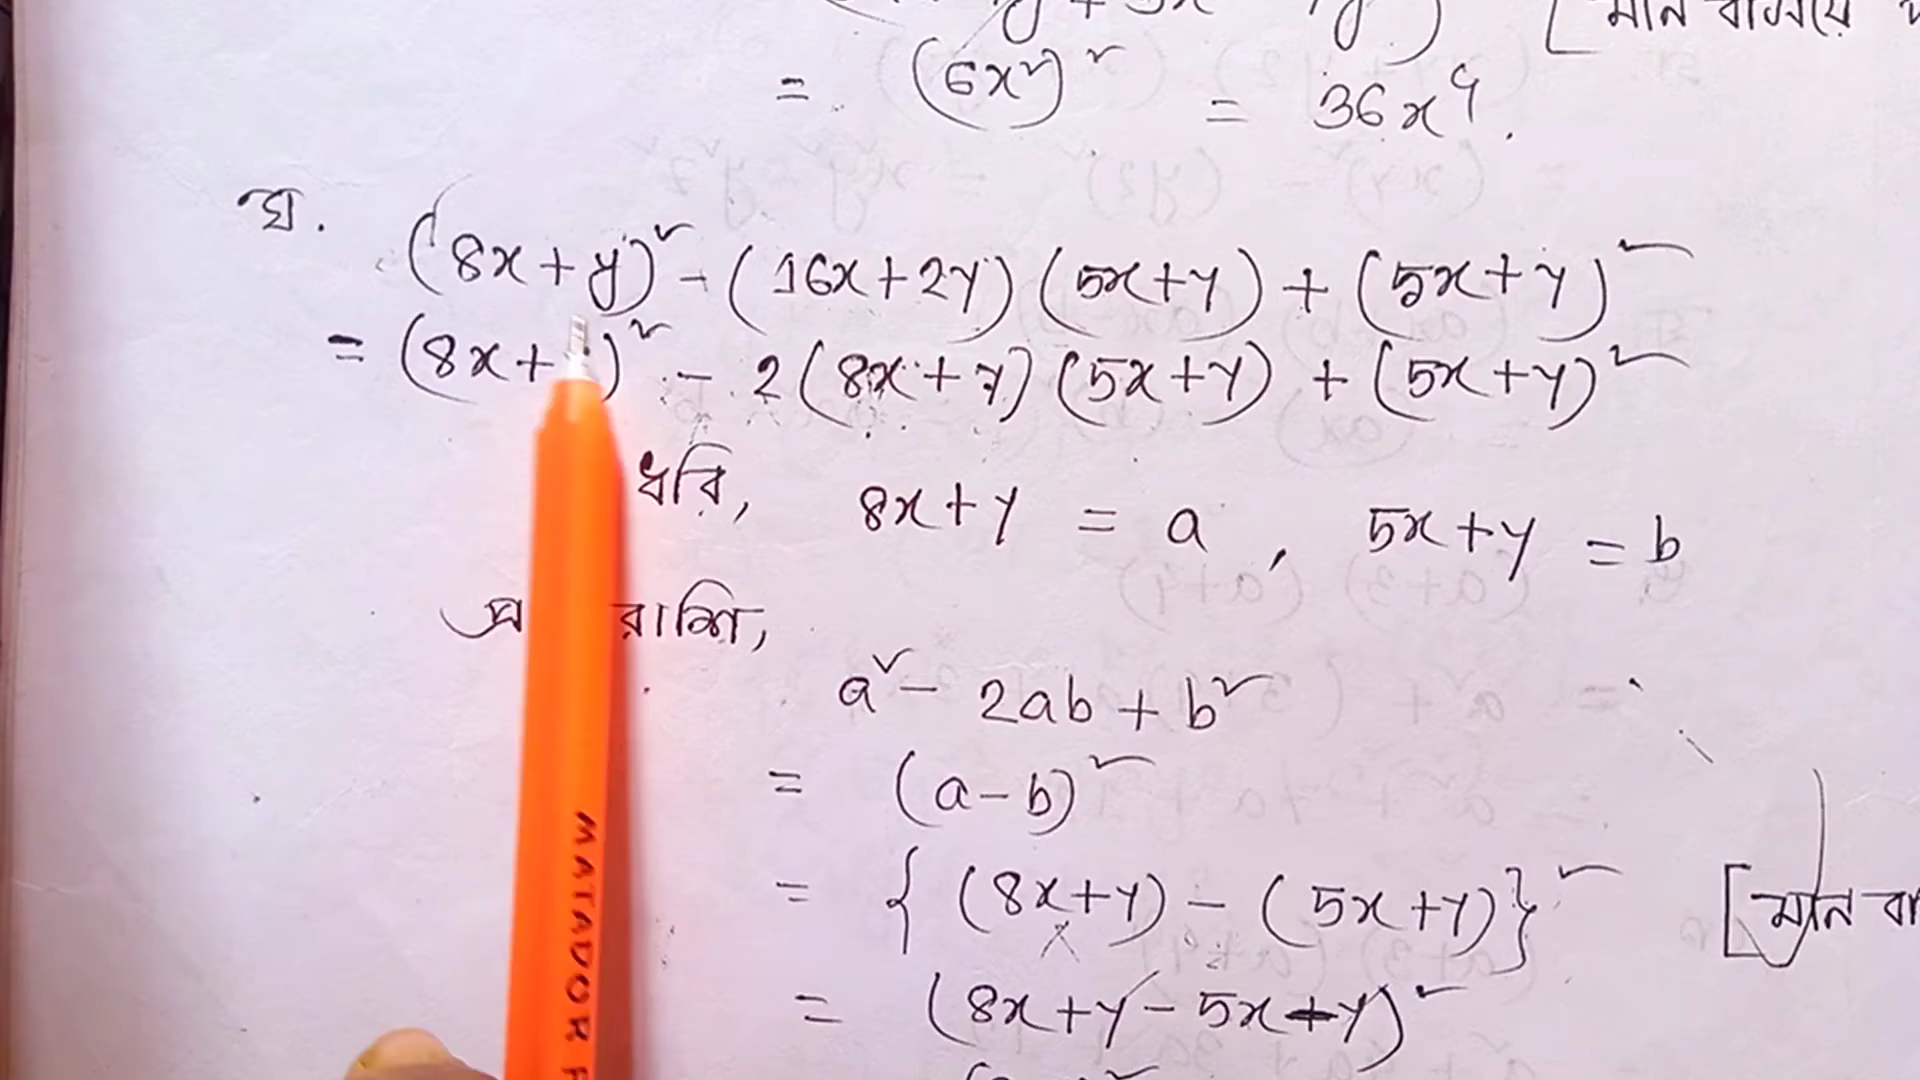 = (6x²)² = 36x⁴.
[মান বসিয়ে
ঘ. (8x+y)² - (16x+2y) (5x+y) + (5x+y)²
= (8x+ )² - 2(8x+y) (5x+y) + (5x+y)²
ধরি, 8x+y = a, 5x+y = b
প্র রাশি,
a² - 2ab + b²
= (a-b)²
= {(8x+y) - (5x+y)}² [মান
= (8x+y-5x-y)²
MATADOR